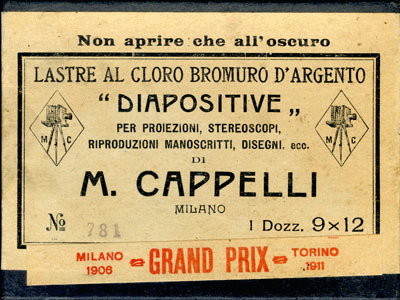 Non aprire che all'oscuro
LASTRE AL CLORO BROMURO D'ARGENTO
"DIAPOSITIVE„
PER PROIEZIONI, STEREOSCOPI,
RIPRODUZIONI MANOSCRITTI, DISEGNI. ecc.
M C
M C
DI
M. CAPPELLI
MILANO
No 781
1 Dozz. 9×12
MILANO 1906 GRAND PRIX TORINO 1911